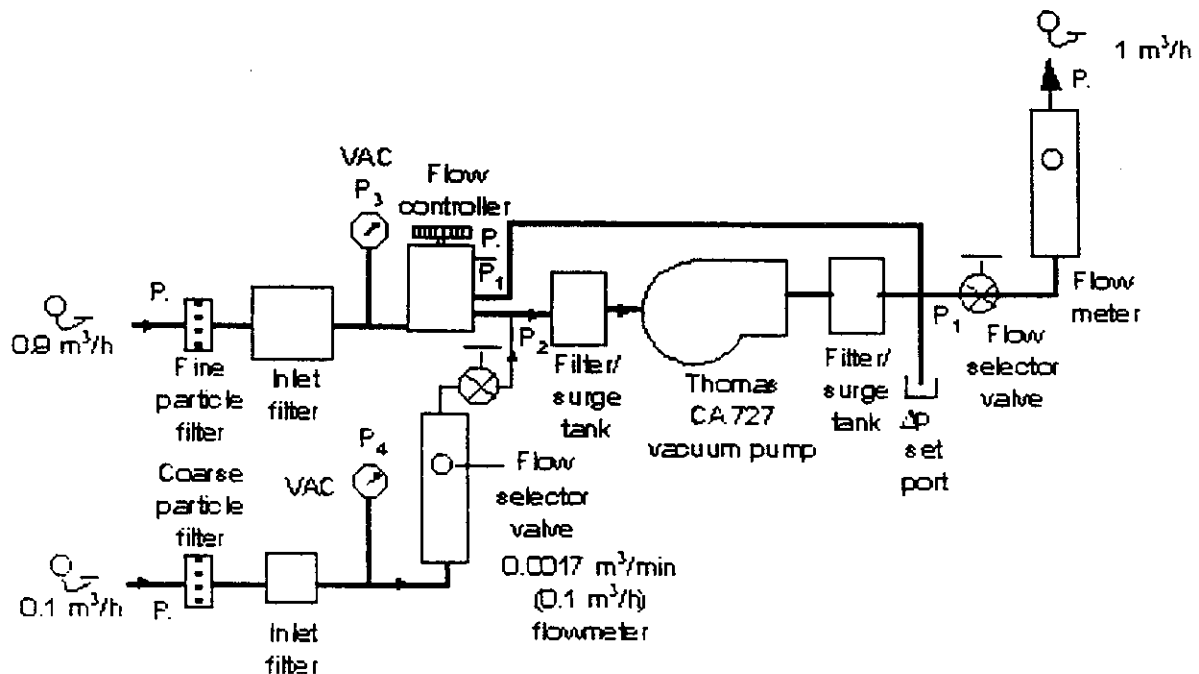 1 m³/h
P.
VAC
P₃
Flow
controller
P.
P₁
P.
0.9 m³/h
Fine
particle
filter
Inlet
filter
P₂
Filter/
surge
tank
Thomas
CA 727
vacuum pump
Filter/
surge
tank
P₁
Δp
set
port
Flow
selector
valve
Flow
meter
Coarse
particle
filter
P₄
VAC
Flow
selector
valve
0.0017 m³/min
(0.1 m³/h)
flowmeter
0.1 m³/h
P.
Inlet
filter